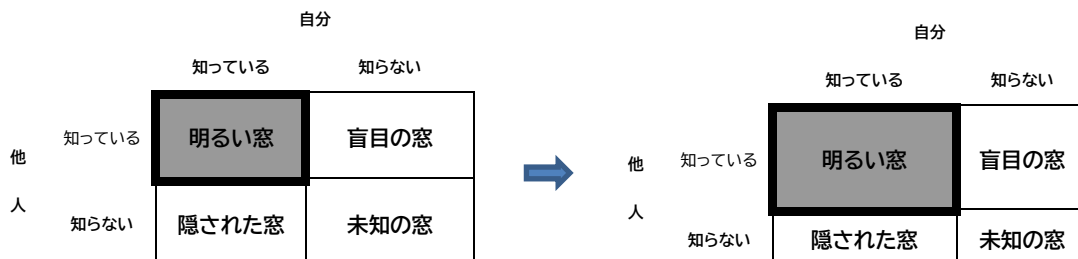 自分
知っている 知らない
他人
知っている 明るい窓 盲目の窓
知らない 隠された窓 未知の窓
自分
知っている 知らない
他人
知っている 明るい窓 盲目の窓
知らない 隠された窓 未知の窓